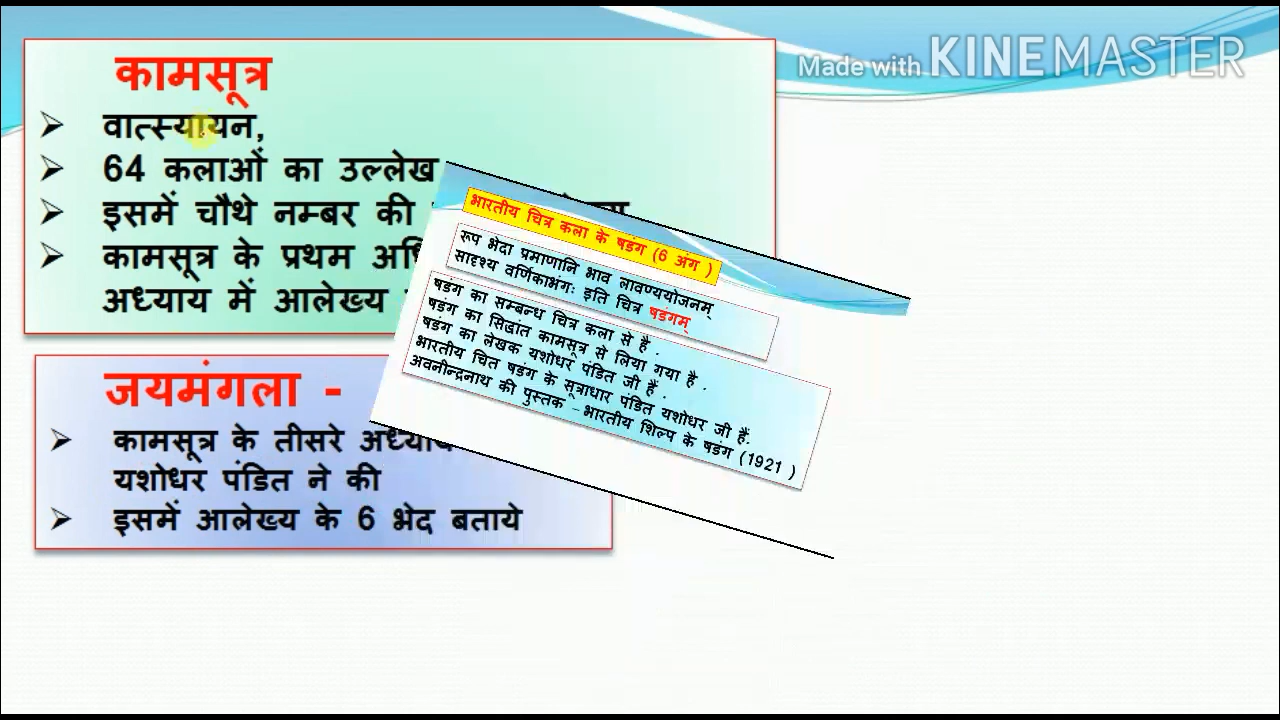 Made with KINEMASTER
कामसूत्र
वात्स्यायन,
64 कलाओं का उल्लेख
इसमें चौथे नम्बर की
कामसूत्र के प्रथम
अध्याय में आलेख्य
जयमंगला -
कामसूत्र के तीसरे
यशोधर पंडित ने की
इसमें आलेख्य के 6 भेद बताये
भारतीय चित्र कला के षडंग (6 अंग )
रूप भेदा प्रमाणानि भाव लावण्ययोजनम्
सादृश्य वर्णिकाभंगः इति चित्र षडंगम्
षडंग का सम्बन्ध चित्र कला से है .
षडंग का सिद्धांत कामसूत्र से लिया गया है .
षडंग का लेखक यशोधर पंडित जी हैं .
भारतीय चित षडंग के सूत्राधार पंडित यशोधर जी हैं.
अवनीन्द्रनाथ की पुस्तक – भारतीय शिल्प के षडंग (1921 )